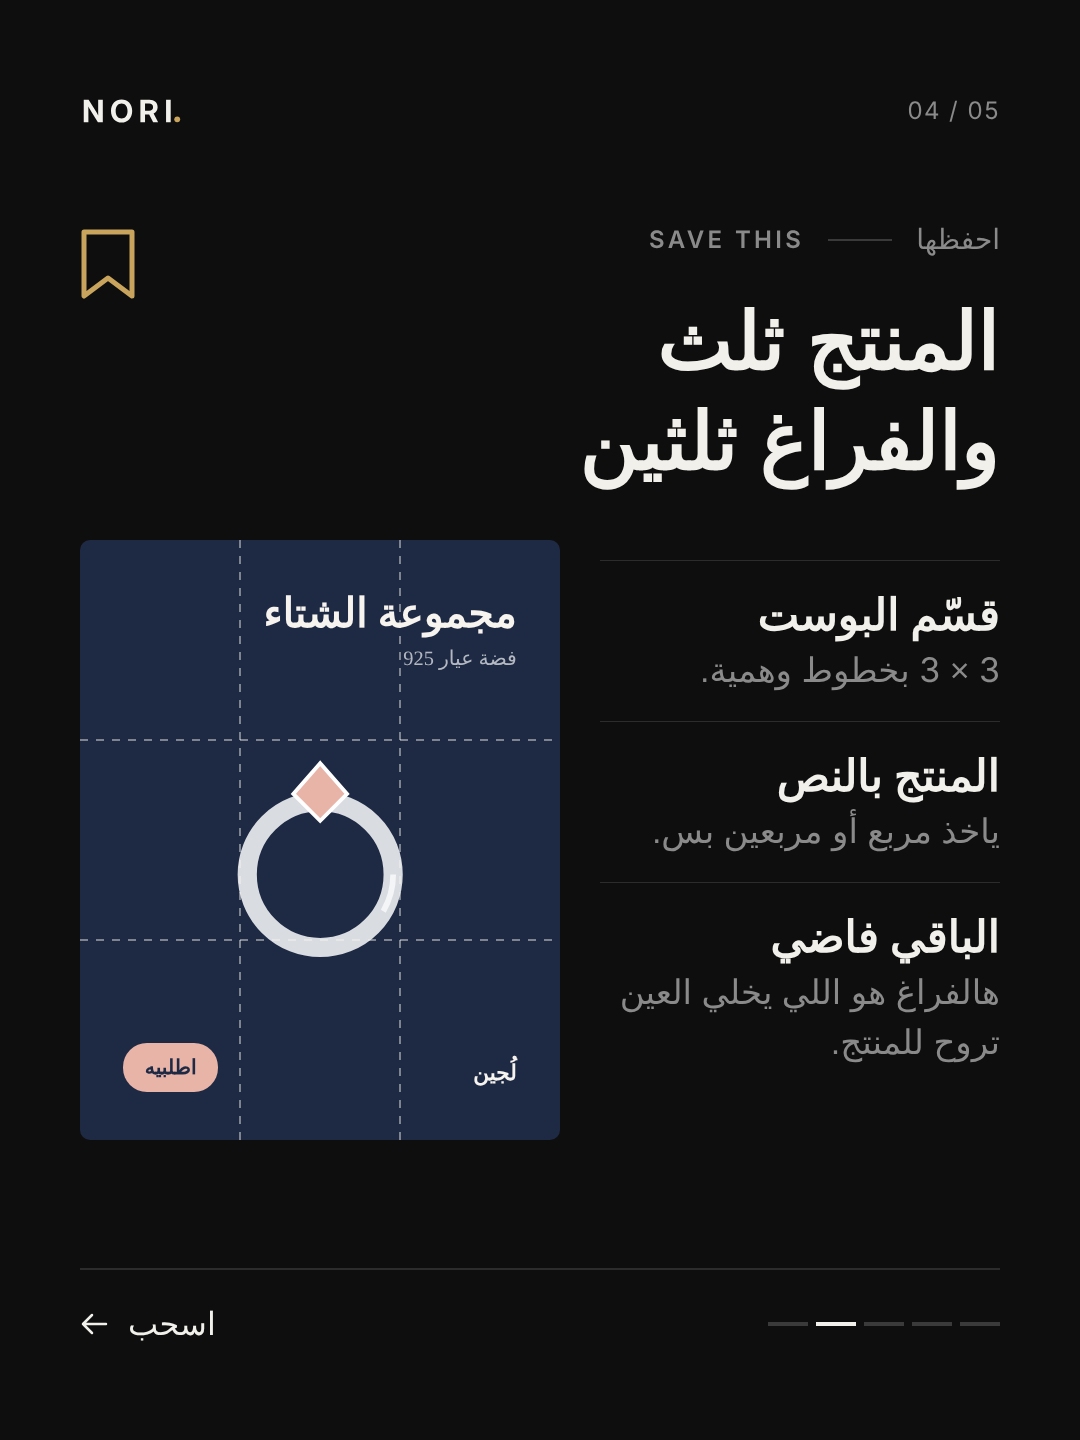 NORI.
04 / 05
احفظها — SAVE THIS
المنتج ثلث
والفراغ ثلثين
قسّم البوست
3 × 3 بخطوط وهمية.
المنتج بالنص
ياخذ مربع أو مربعين بس.
الباقي فاضي
هالفراغ هو اللي يخلي العين
تروح للمنتج.
مجموعة الشتاء
فضة عيار 925
لُجين
اطلبيه
اسحب ←